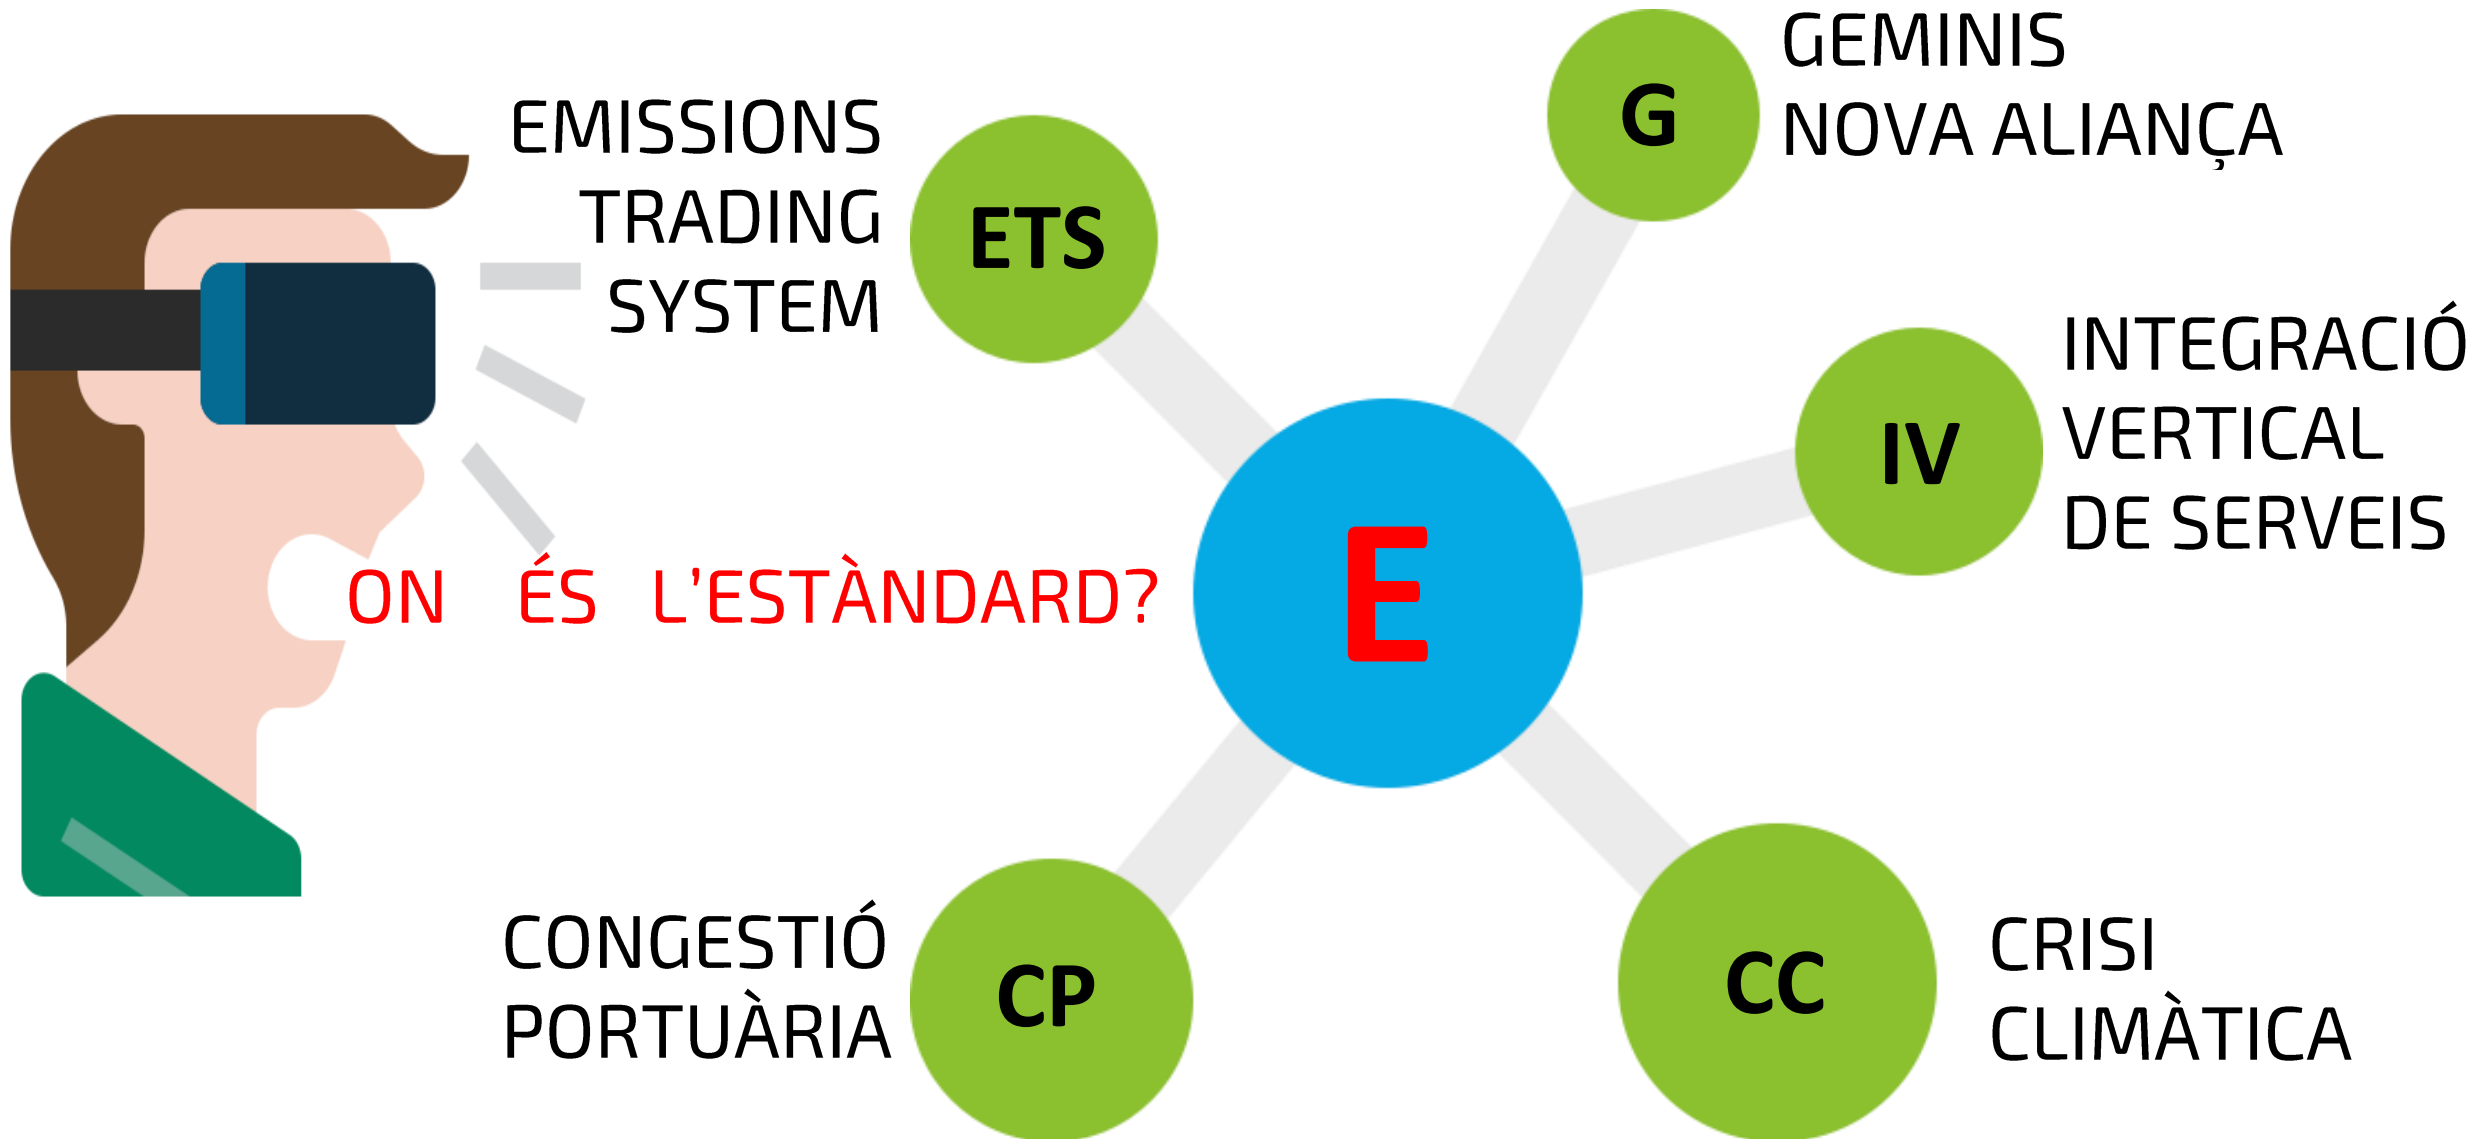 EMISSIONS
TRADING
SYSTEM
ETS
G
GEMINIS
NOVA ALIANÇA
IV
INTEGRACIÓ
VERTICAL
DE SERVEIS
ON ÉS L’ESTÀNDARD?
E
CONGESTIÓ
PORTUÀRIA
CP
CC
CRISI
CLIMÀTICA